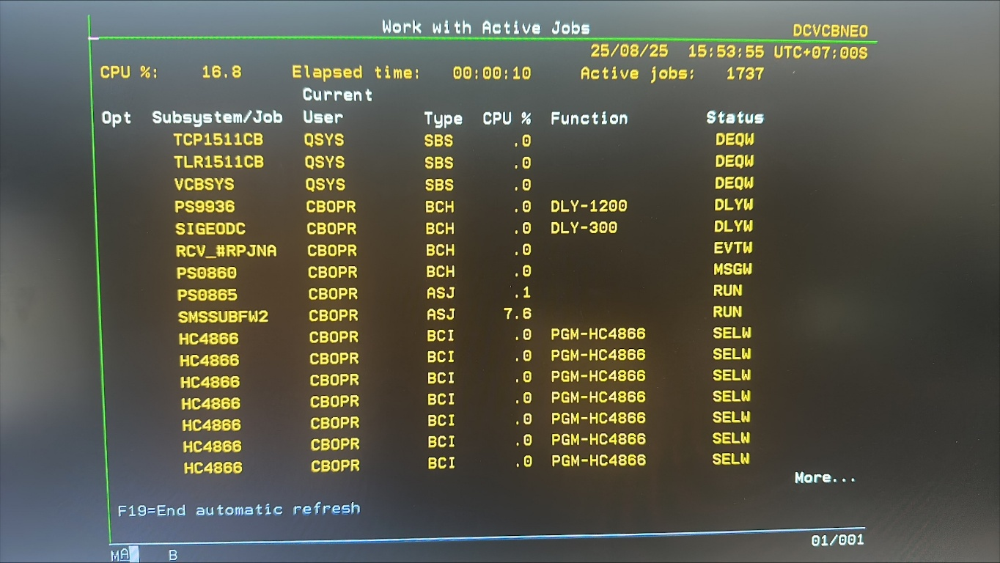 Work with Active Jobs DCVCBNEO
25/08/25 15:53:55 UTC+07:00S
CPU %: 16.8 Elapsed time: 00:00:10 Active jobs: 1737
Current
Opt Subsystem/Job User Type CPU % Function Status
TCP1511CB QSYS SBS .0 DEQW
TLR1511CB QSYS SBS .0 DEQW
VCBSYS QSYS SBS .0 DEQW
PS9936 CBOPR BCH .0 DLY-1200 DLYW
SIGEODC CBOPR BCH .0 DLY-300 DLYW
RCV_#RPJNA CBOPR BCH .0 EVTW
PS0860 CBOPR BCH .0 MSGW
PS0865 CBOPR ASJ .1 RUN
SMSSUBFW2 CBOPR ASJ 7.6 RUN
HC4866 CBOPR BCI .0 PGM-HC4866 SELW
HC4866 CBOPR BCI .0 PGM-HC4866 SELW
HC4866 CBOPR BCI .0 PGM-HC4866 SELW
HC4866 CBOPR BCI .0 PGM-HC4866 SELW
HC4866 CBOPR BCI .0 PGM-HC4866 SELW
HC4866 CBOPR BCI .0 PGM-HC4866 SELW
HC4866 CBOPR BCI .0 PGM-HC4866 SELW
More...
F19=End automatic refresh
01/001
MA B